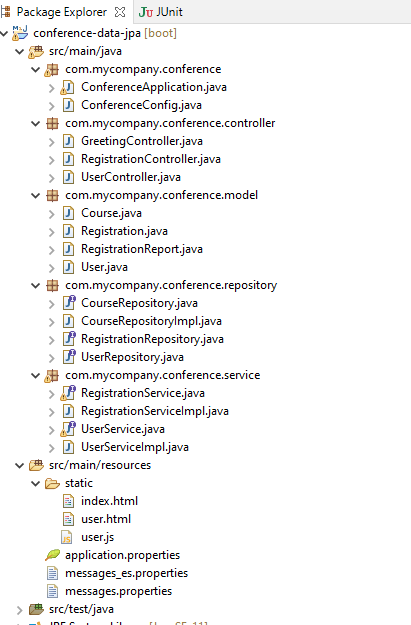 Package Explorer JUnit
conference-data-jpa [boot]
src/main/java
com.mycompany.conference
ConferenceApplication.java
ConferenceConfig.java
com.mycompany.conference.controller
GreetingController.java
RegistrationController.java
UserController.java
com.mycompany.conference.model
Course.java
Registration.java
RegistrationReport.java
User.java
com.mycompany.conference.repository
CourseRepository.java
CourseRepositoryImpl.java
RegistrationRepository.java
UserRepository.java
com.mycompany.conference.service
RegistrationService.java
RegistrationServiceImpl.java
UserService.java
UserServiceImpl.java
src/main/resources
static
index.html
user.html
user.js
application.properties
messages_es.properties
messages.properties
src/test/java